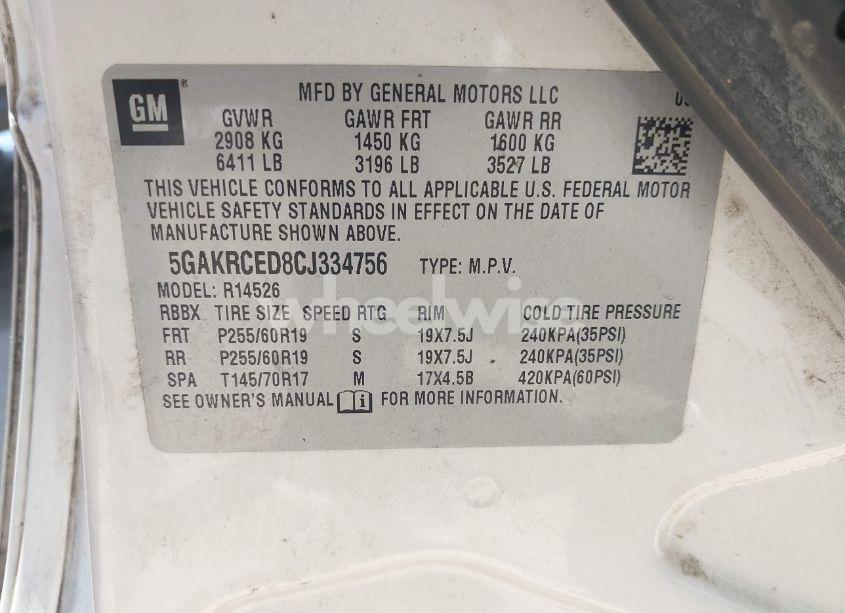 GM ® MFD BY GENERAL MOTORS LLC
GVWR GAWR FRT GAWR RR
2908 KG 1450 KG 1600 KG
6411 LB 3196 LB 3527 LB
THIS VEHICLE CONFORMS TO ALL APPLICABLE U.S. FEDERAL MOTOR
VEHICLE SAFETY STANDARDS IN EFFECT ON THE DATE OF
MANUFACTURE SHOWN ABOVE.
5GAKRCED8CJ334756 TYPE: M.P.V.
MODEL: R14526
RBBX TIRE SIZE SPEED RTG RIM COLD TIRE PRESSURE
FRT P255/60R19 S 19X7.5J 240KPA(35PSI)
RR P255/60R19 S 19X7.5J 240KPA(35PSI)
SPA T145/70R17 M 17X4.5B 420KPA(60PSI)
SEE OWNER'S MANUAL i FOR MORE INFORMATION.
wheelwise